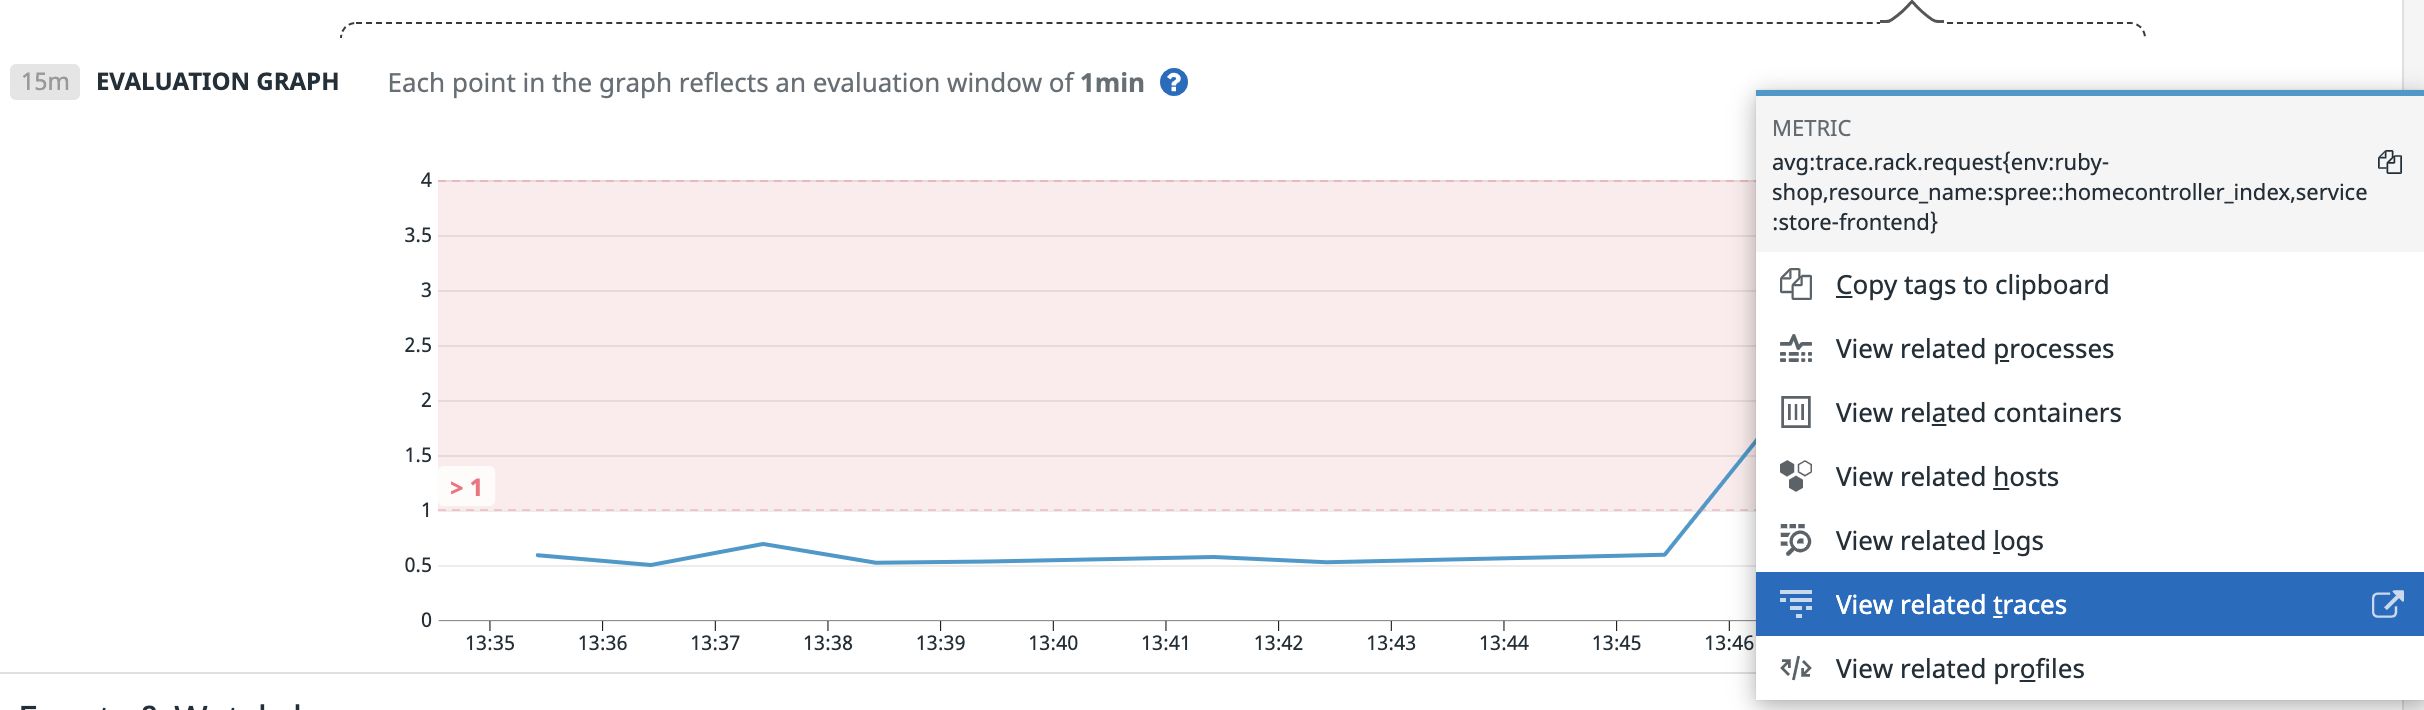 15m EVALUATION GRAPH Each point in the graph reflects an evaluation window of 1min ?
METRIC
avg:trace.rack.request{env:ruby-
shop,resource_name:spree::homecontroller_index,service
:store-frontend}
Copy tags to clipboard
View related processes
View related containers
View related hosts
View related logs
View related traces
View related profiles
4
3.5
3
2.5
2
1.5
> 1
1
0.5
0
13:35 13:36 13:37 13:38 13:39 13:40 13:41 13:42 13:43 13:44 13:45 13:46